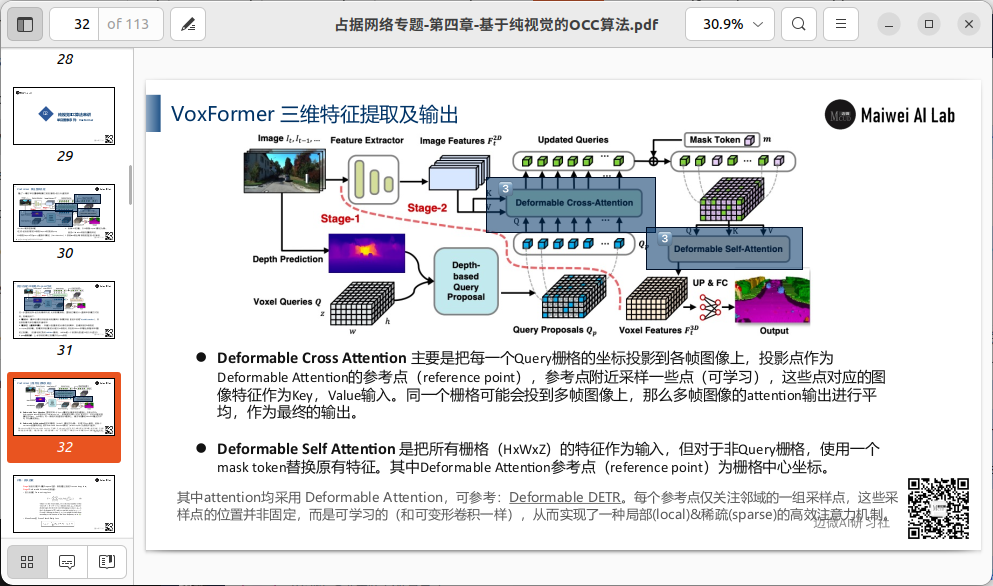 32
of 113
占据网络专题-第四章-基于纯视觉的OCC算法.pdf
30.9%
28
29
30
31
32
VoxFormer 三维特征提取及输出
Maiwei AI Lab
Image I_t, I_{t-1}, ...
Feature Extractor
Image Features F_t^{2D}
Updated Queries
Mask Token
m
3
Deformable Cross-Attention
K
V
Q
Stage-1
Stage-2
Q
K
V
3
Deformable Self-Attention
Depth Prediction
Depth-
based
Query
Proposal
Q_p
UP & FC
Voxel Queries Q
z
w
h
Query Proposals Q_p
Voxel Features F_t^{3D}
Output
● Deformable Cross Attention 主要是把每一个Query栅格的坐标投影到各帧图像上，投影点作为
Deformable Attention的参考点（reference point），参考点附近采样一些点（可学习），这些点对应的图
像特征作为Key，Value输入。同一个栅格可能会投到多帧图像上，那么多帧图像的attention输出进行平
均，作为最终的输出。
● Deformable Self Attention 是把所有栅格（HxWxZ）的特征作为输入，但对于非Query栅格，使用一个
mask token替换原有特征。其中Deformable Attention参考点（reference point）为栅格中心坐标。
其中attention均采用 Deformable Attention，可参考：Deformable DETR。每个参考点仅关注邻域的一组采样点，这些采
样点的位置并非固定，而是可学习的（和可变形卷积一样），从而实现了一种局部(local)&稀疏(sparse)的高效注意力机制。
迈微AI研习社